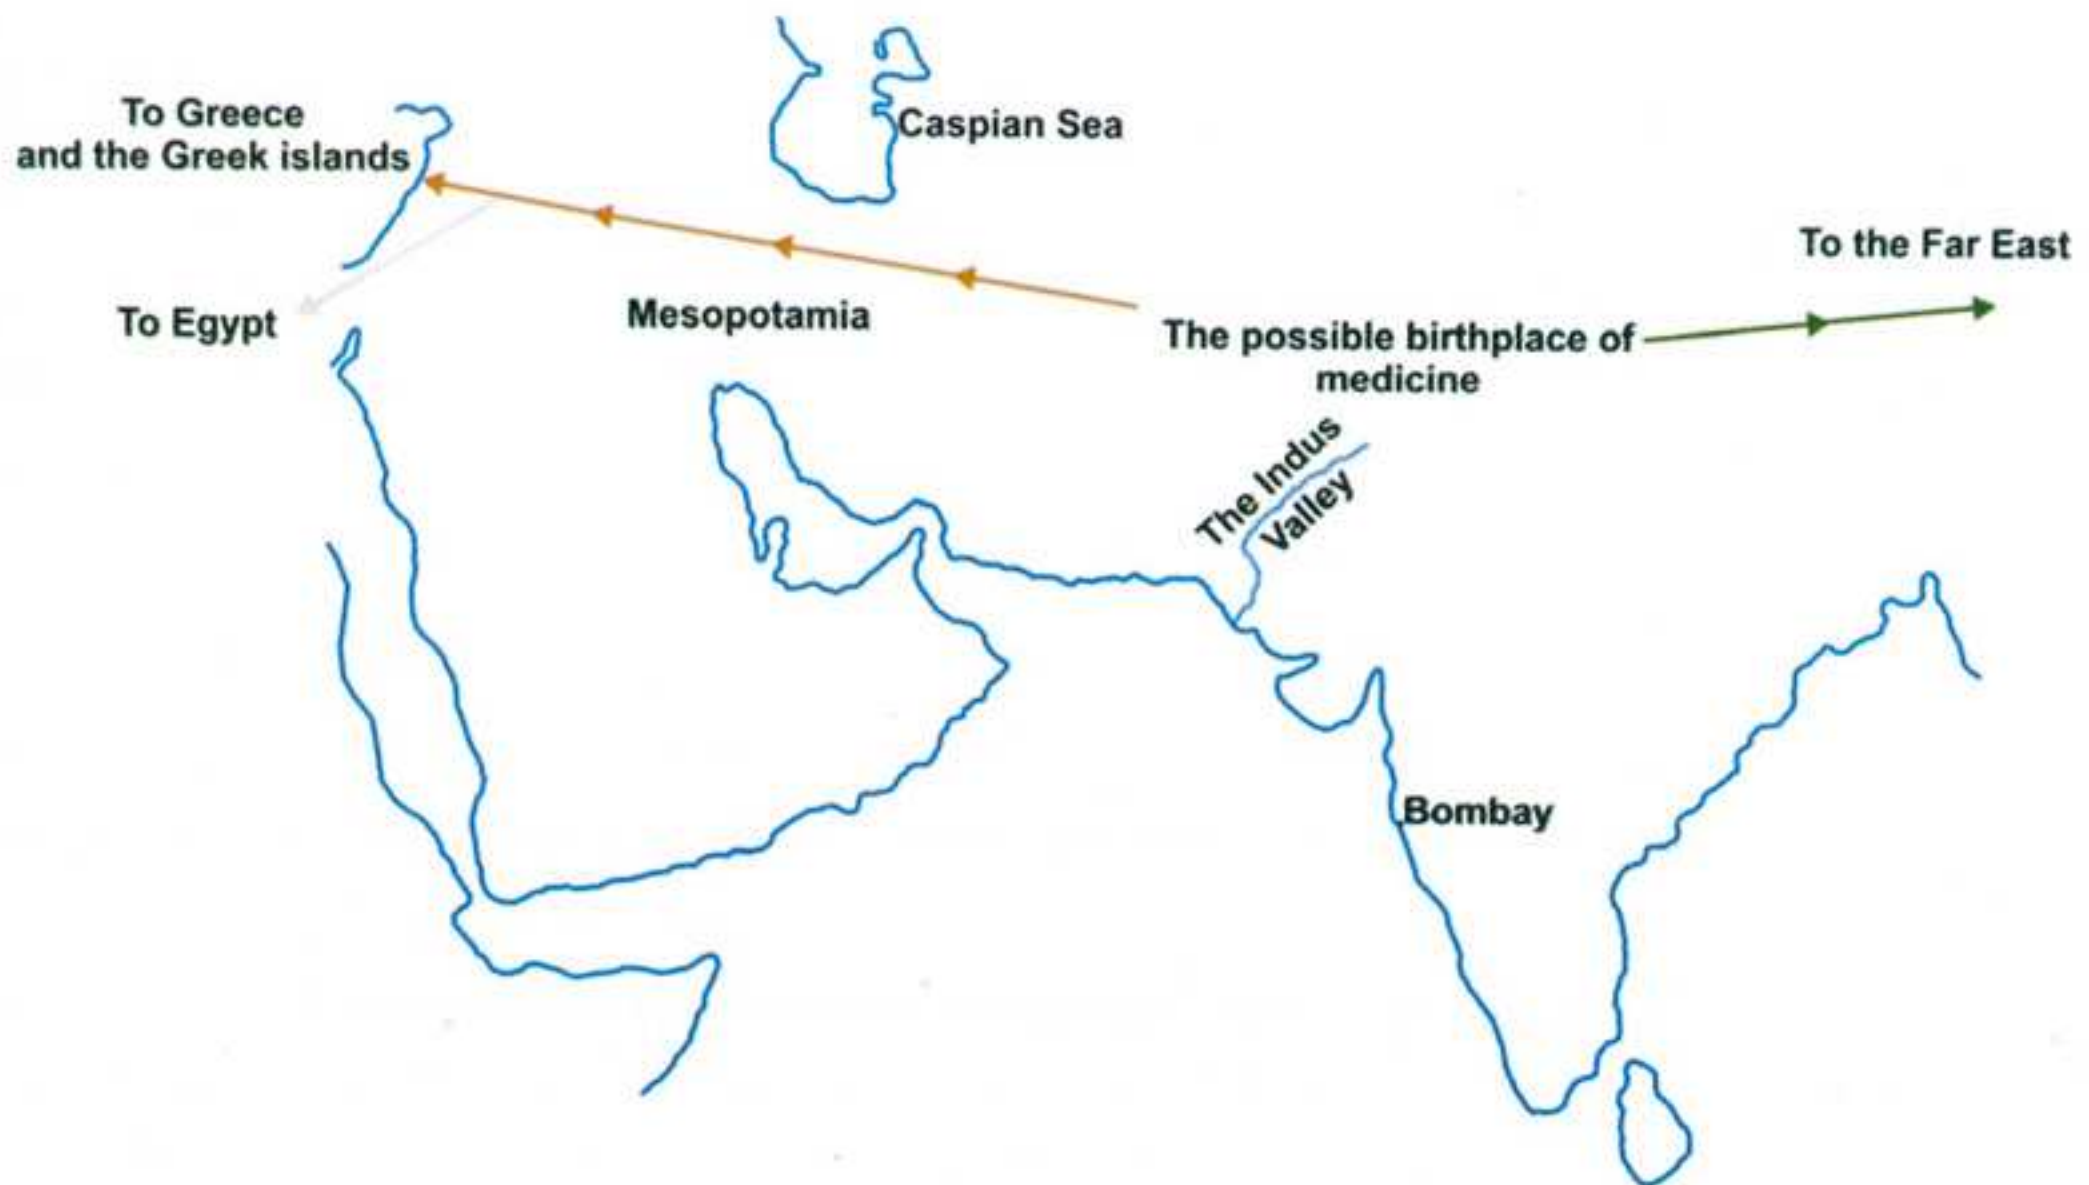 To Greece
and the Greek islands
Caspian Sea
To the Far East
To Egypt
Mesopotamia
The possible birthplace of
medicine
The Indus
Valley
Bombay